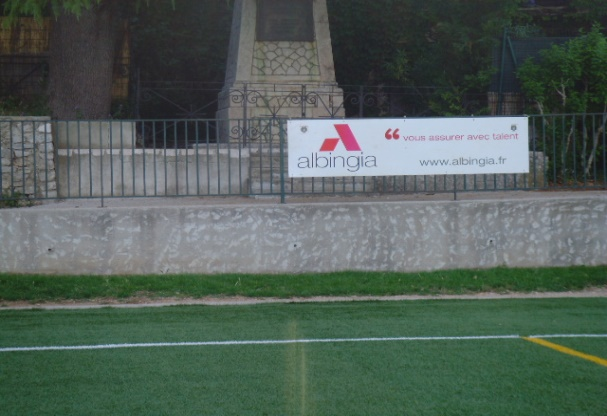 albingia
❝ vous assurer avec talent
www.albingia.fr